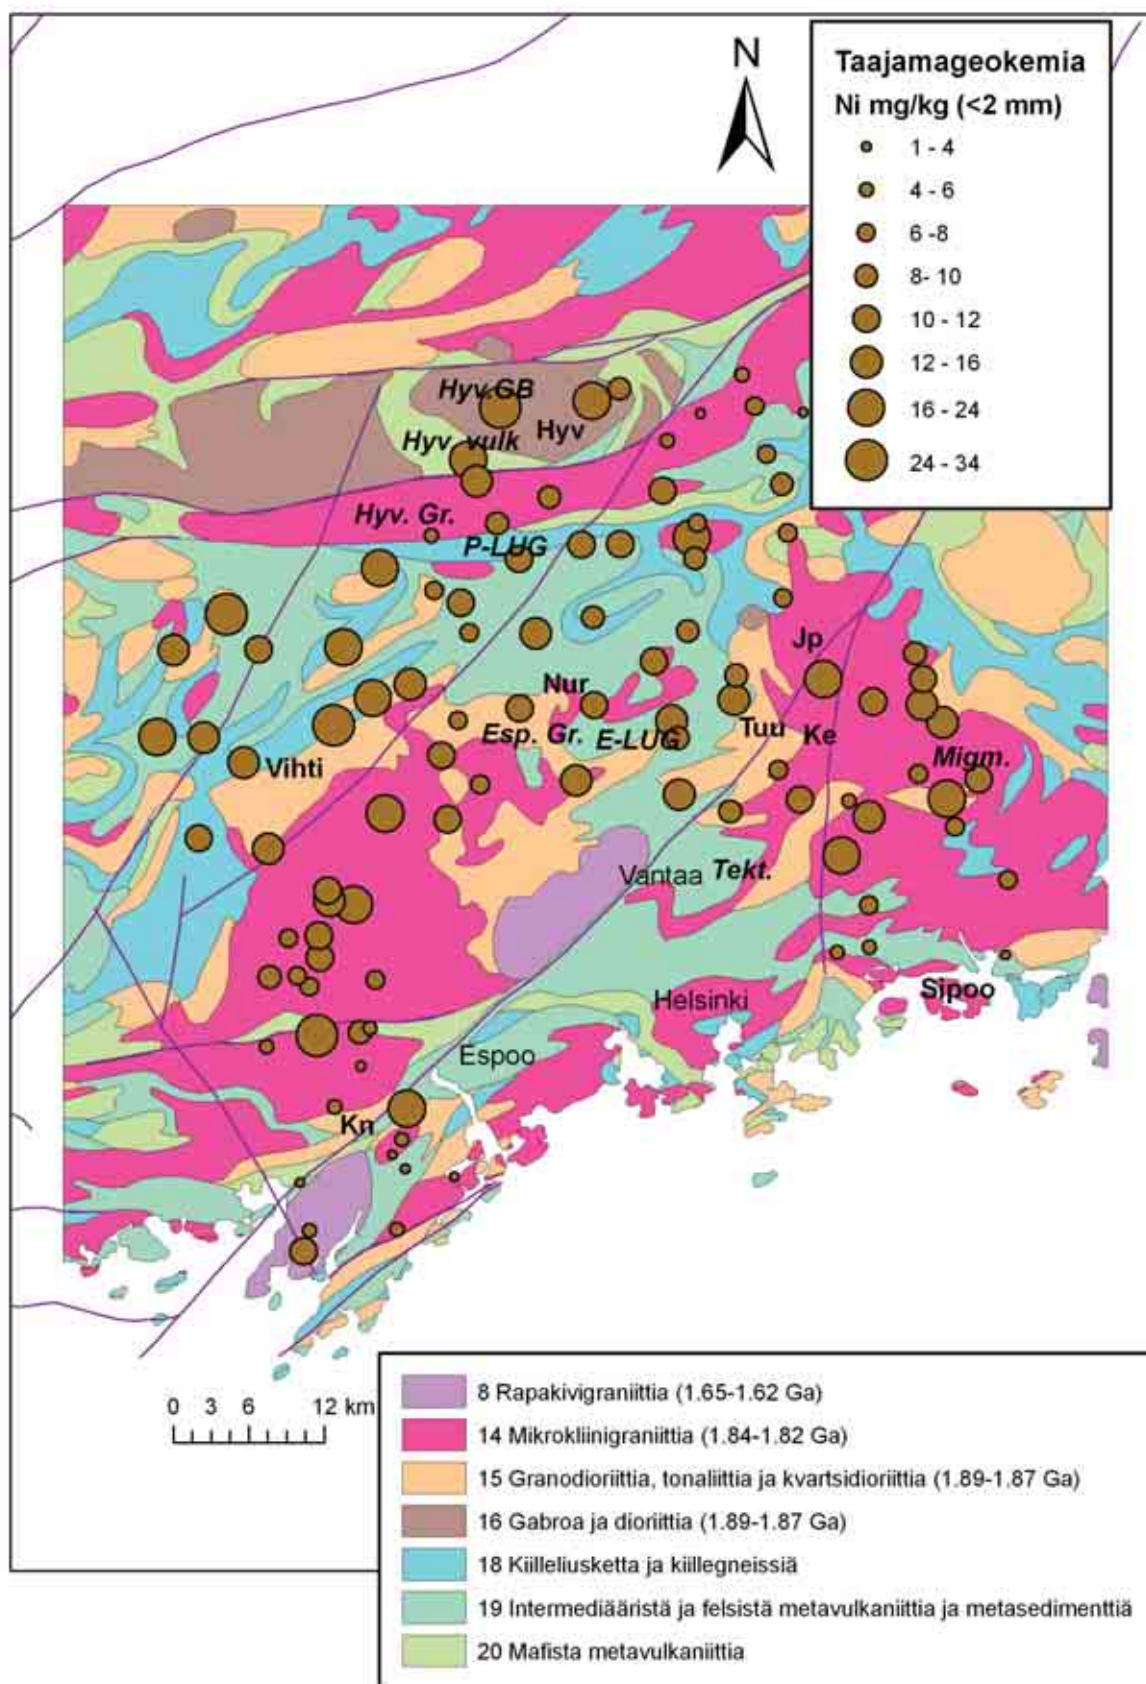 N
Taajamageokemia
Ni mg/kg (<2 mm)
1 - 4
4 - 6
6 -8
8- 10
10 - 12
12 - 16
16 - 24
24 - 34
Hyv.GB
Hyv
Hyv. vulk
Hyv. Gr.
P-LUG
Jp
Nur
Esp. Gr.
E-LUG
Tuu
Ke
Vihti
Migm.
Vantaa
Tekt.
Helsinki
Sipoo
Espoo
Kn
0 3 6 12 km
8 Rapakivigraniittia (1.65-1.62 Ga)
14 Mikrokliinigraniittia (1.84-1.82 Ga)
15 Granodioriittia, tonaliittia ja kvartsidioriittia (1.89-1.87 Ga)
16 Gabroa ja dioriittia (1.89-1.87 Ga)
18 Kiilleliusketta ja kiillegneissiä
19 Intermediääristä ja felsistä metavulkaniittia ja metasedimenttiä
20 Mafista metavulkaniittia